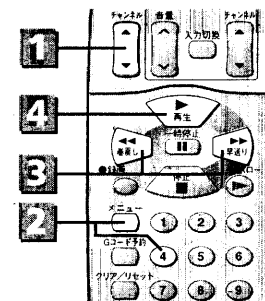 チャンネル 音量 チャンネル
入力切換
1
4
再生
一時停止
巻戻し 早送り
3
停止
メニュー
2
1 2 3
Gコード予約
4 5 6
クリア/リセット
7 8 9